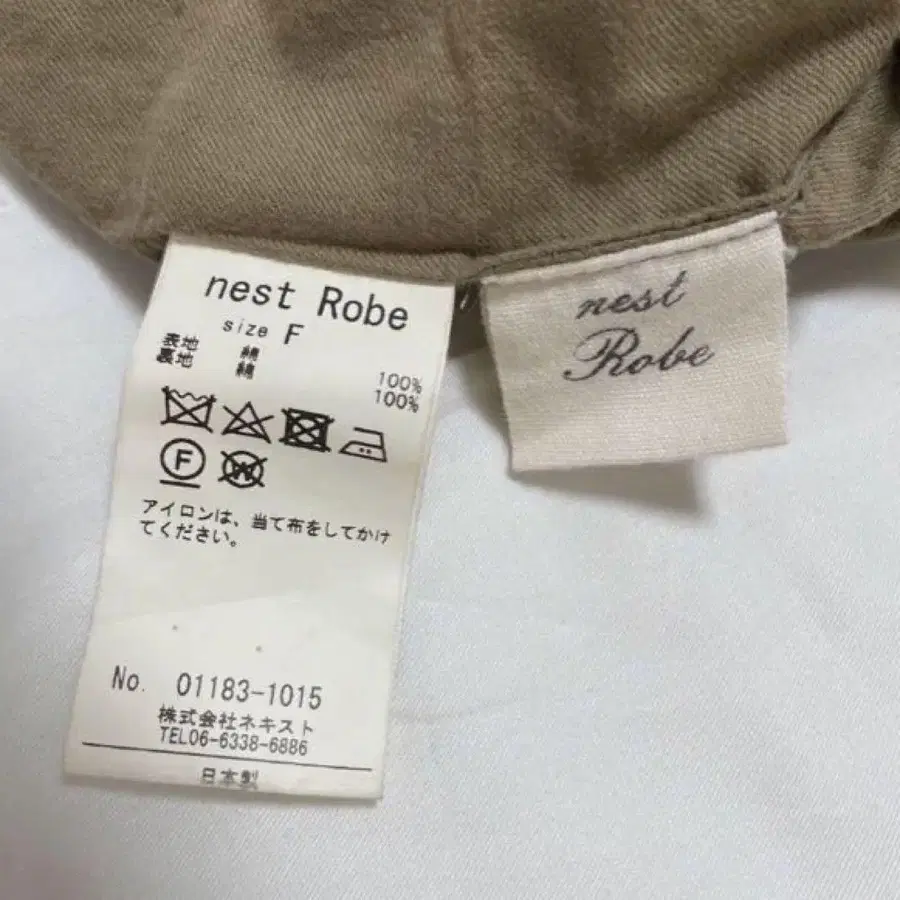 nest Robe
size F
表地 綿 100%
裏地 綿 100%
F
W
アイロンは、当て布をしてかけ
てください。
No. 01183-1015
株式会社ネキスト
TEL06-6338-6886
日本製
nest
Robe